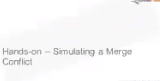 Hands-on – Simulating a Merge
Conflict